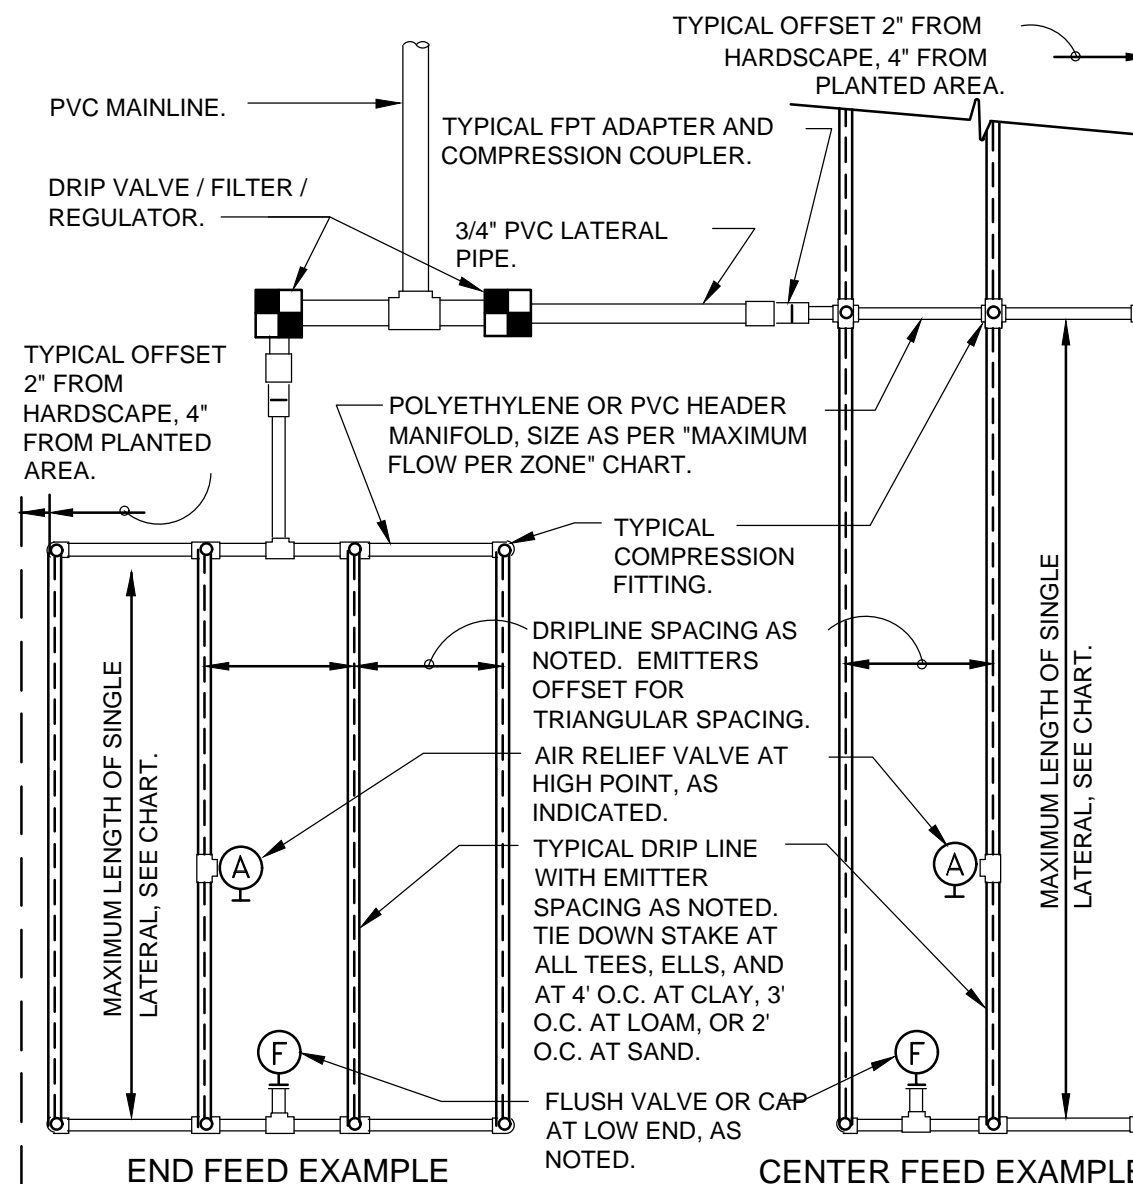 TYPICAL OFFSET 2" FROM
HARDSCAPE, 4" FROM
PLANTED AREA.
PVC MAINLINE.
TYPICAL FPT ADAPTER AND
COMPRESSION COUPLER.
DRIP VALVE / FILTER /
REGULATOR.
3/4" PVC LATERAL
PIPE.
TYPICAL OFFSET
2" FROM
HARDSCAPE, 4"
FROM PLANTED
AREA.
POLYETHYLENE OR PVC HEADER
MANIFOLD, SIZE AS PER "MAXIMUM
FLOW PER ZONE" CHART.
TYPICAL
COMPRESSION
FITTING.
MAXIMUM LENGTH OF SINGLE
LATERAL, SEE CHART.
DRIPLINE SPACING AS
NOTED. EMITTERS
OFFSET FOR
TRIANGULAR SPACING.
MAXIMUM LENGTH OF SINGLE
LATERAL, SEE CHART.
AIR RELIEF VALVE AT
HIGH POINT, AS
INDICATED.
A
A
TYPICAL DRIP LINE
WITH EMITTER
SPACING AS NOTED.
TIE DOWN STAKE AT
ALL TEES, ELLS, AND
AT 4' O.C. AT CLAY, 3'
O.C. AT LOAM, OR 2'
O.C. AT SAND.
F
F
FLUSH VALVE OR CAP
AT LOW END, AS
NOTED.
END FEED EXAMPLE
CENTER FEED EXAMPLE